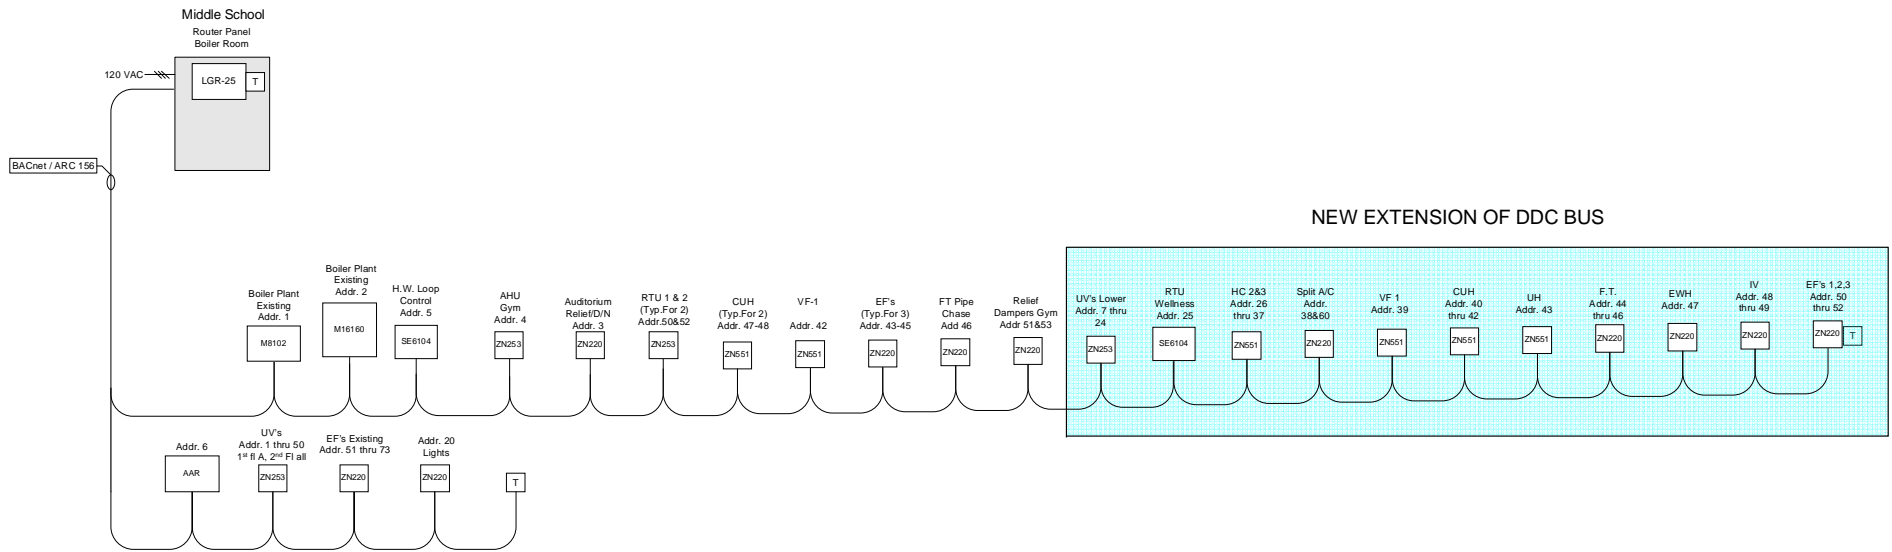 Middle School
Router Panel
Boiler Room
120 VAC
LGR-25
T
BACnet / ARC 156
NEW EXTENSION OF DDC BUS
Boiler Plant
Existing
Addr. 1
M8102
Boiler Plant
Existing
Addr. 2
M16160
H.W. Loop
Control
Addr. 5
SE6104
AHU
Gym
Addr. 4
ZN253
Auditorium
Relief/D/N
Addr. 3
ZN220
RTU 1 & 2
(Typ.For 2)
Addr.50&52
ZN253
CUH
(Typ.For 2)
Addr. 47-48
ZN551
VF-1
Addr. 42
ZN551
EF's
(Typ.For 3)
Addr. 43-45
ZN220
FT Pipe
Chase
Add 46
ZN220
Relief
Dampers Gym
Addr 51&53
ZN220
UV's Lower
Addr. 7 thru
24
ZN253
RTU
Wellness
Addr. 25
SE6104
HC 2&3
Addr. 26
thru 37
ZN551
Split A/C
Addr.
38&60
ZN220
VF 1
Addr. 39
ZN551
CUH
Addr. 40
thru 42
ZN551
UH
Addr. 43
ZN551
F.T.
Addr. 44
thru 46
ZN220
EWH
Addr. 47
ZN220
IV
Addr. 48
thru 49
ZN220
EF's 1,2,3
Addr. 50
thru 52
ZN220
T
Addr. 6
AAR
UV's
Addr. 1 thru 50
1st fl A, 2nd Fl all
ZN253
EF's Existing
Addr. 51 thru 73
ZN220
Addr. 20
Lights
ZN220
T